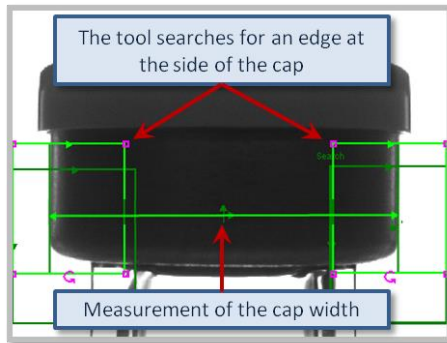 The tool searches for an edge at
the side of the cap
Search
Measurement of the cap width